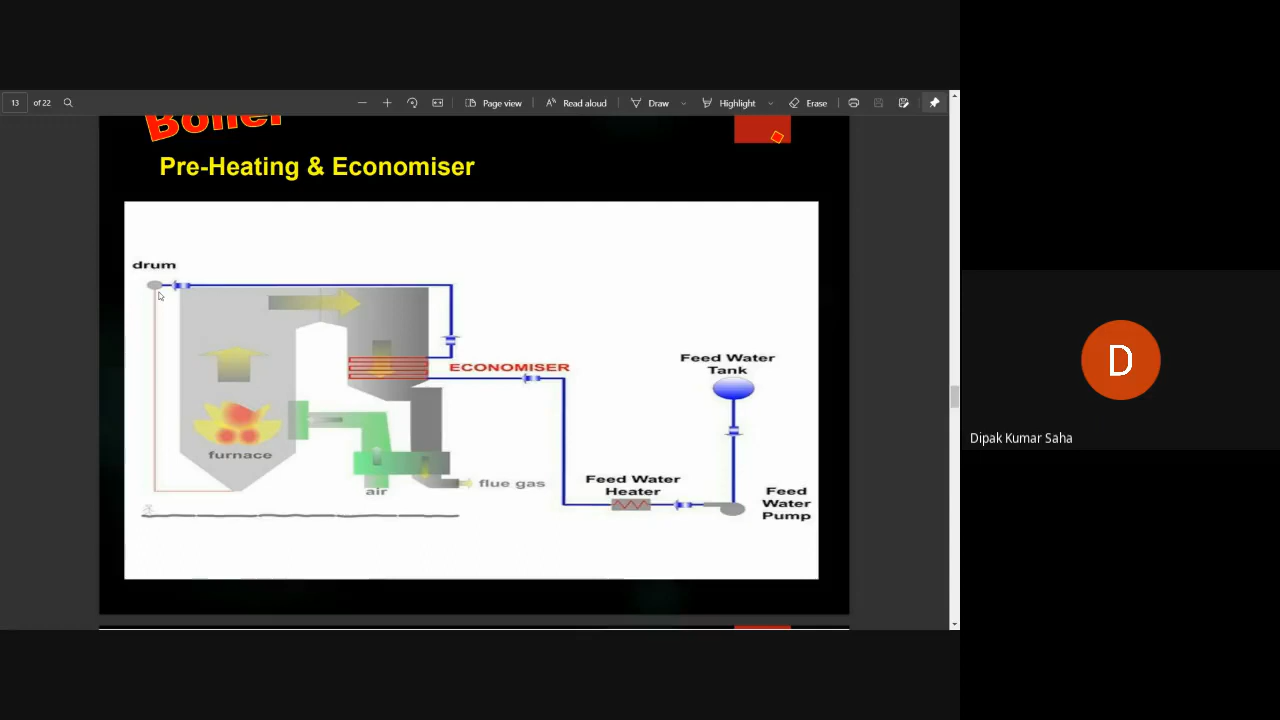 13 of 22
Page view
Read aloud
Draw
Highlight
Erase
Boiler
Pre-Heating & Economiser
drum
ECONOMISER
Feed Water
Tank
furnace
air
flue gas
Feed Water
Heater
Feed
Water
Pump
D
Dipak Kumar Saha